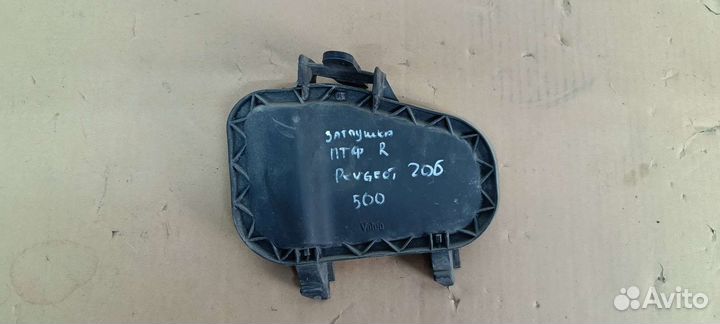 заглушка
ПТФ R
PEUGEOT 206
500
Valeo
Avito